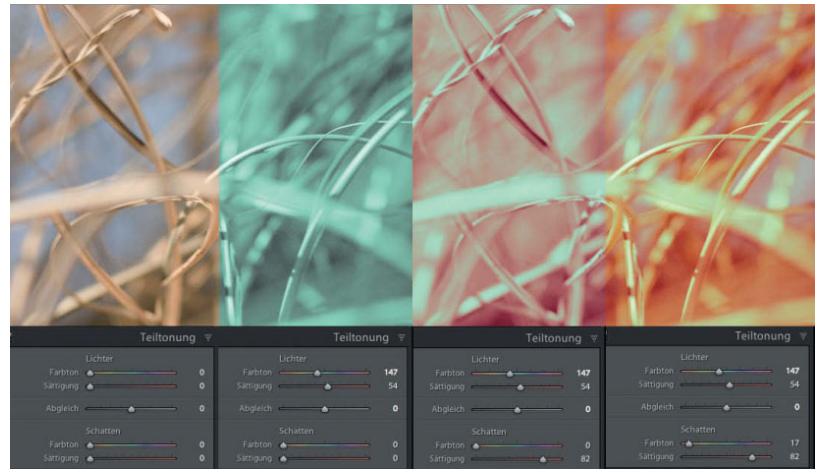 Teiltonung
Lichter
Farbton 0
Sättigung 0
Abgleich 0
Schatten
Farbton 0
Sättigung 0
Teiltonung
Lichter
Farbton 147
Sättigung 54
Abgleich 0
Schatten
Farbton 0
Sättigung 0
Teiltonung
Lichter
Farbton 147
Sättigung 54
Abgleich 0
Schatten
Farbton 0
Sättigung 82
Teiltonung
Lichter
Farbton 147
Sättigung 54
Abgleich 0
Schatten
Farbton 17
Sättigung 82